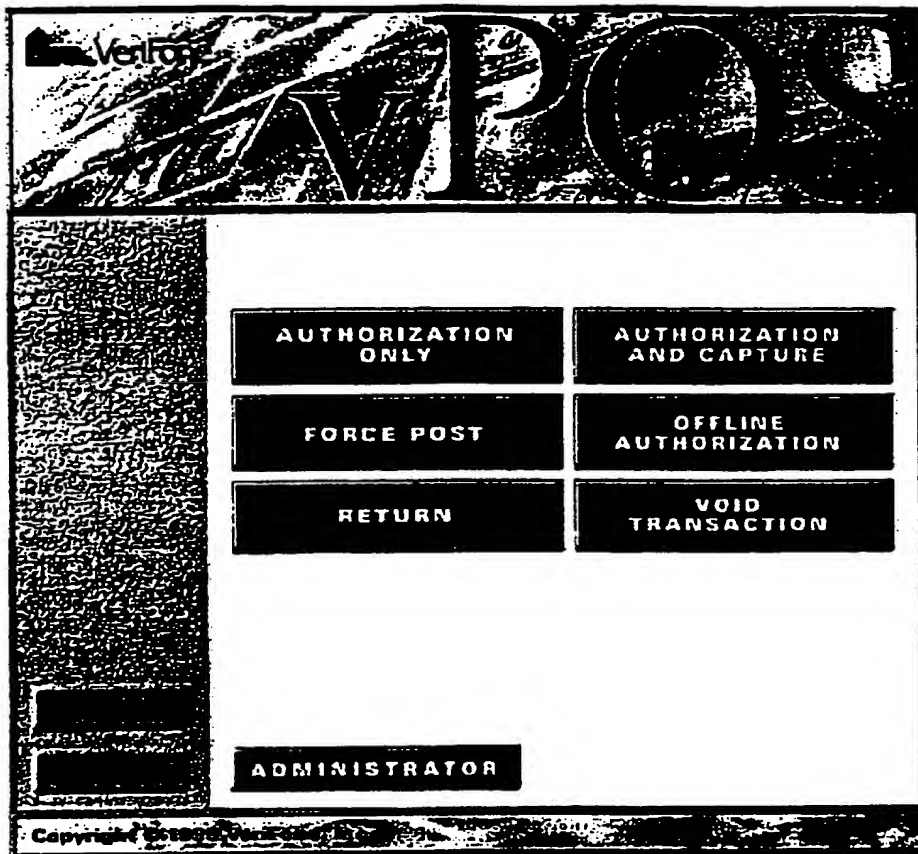 VeriFone
vPOS
AUTHORIZATION
ONLY
AUTHORIZATION
AND CAPTURE
FORCE POST
OFFLINE
AUTHORIZATION
RETURN
VOID
TRANSACTION
ADMINISTRATOR
Copyright